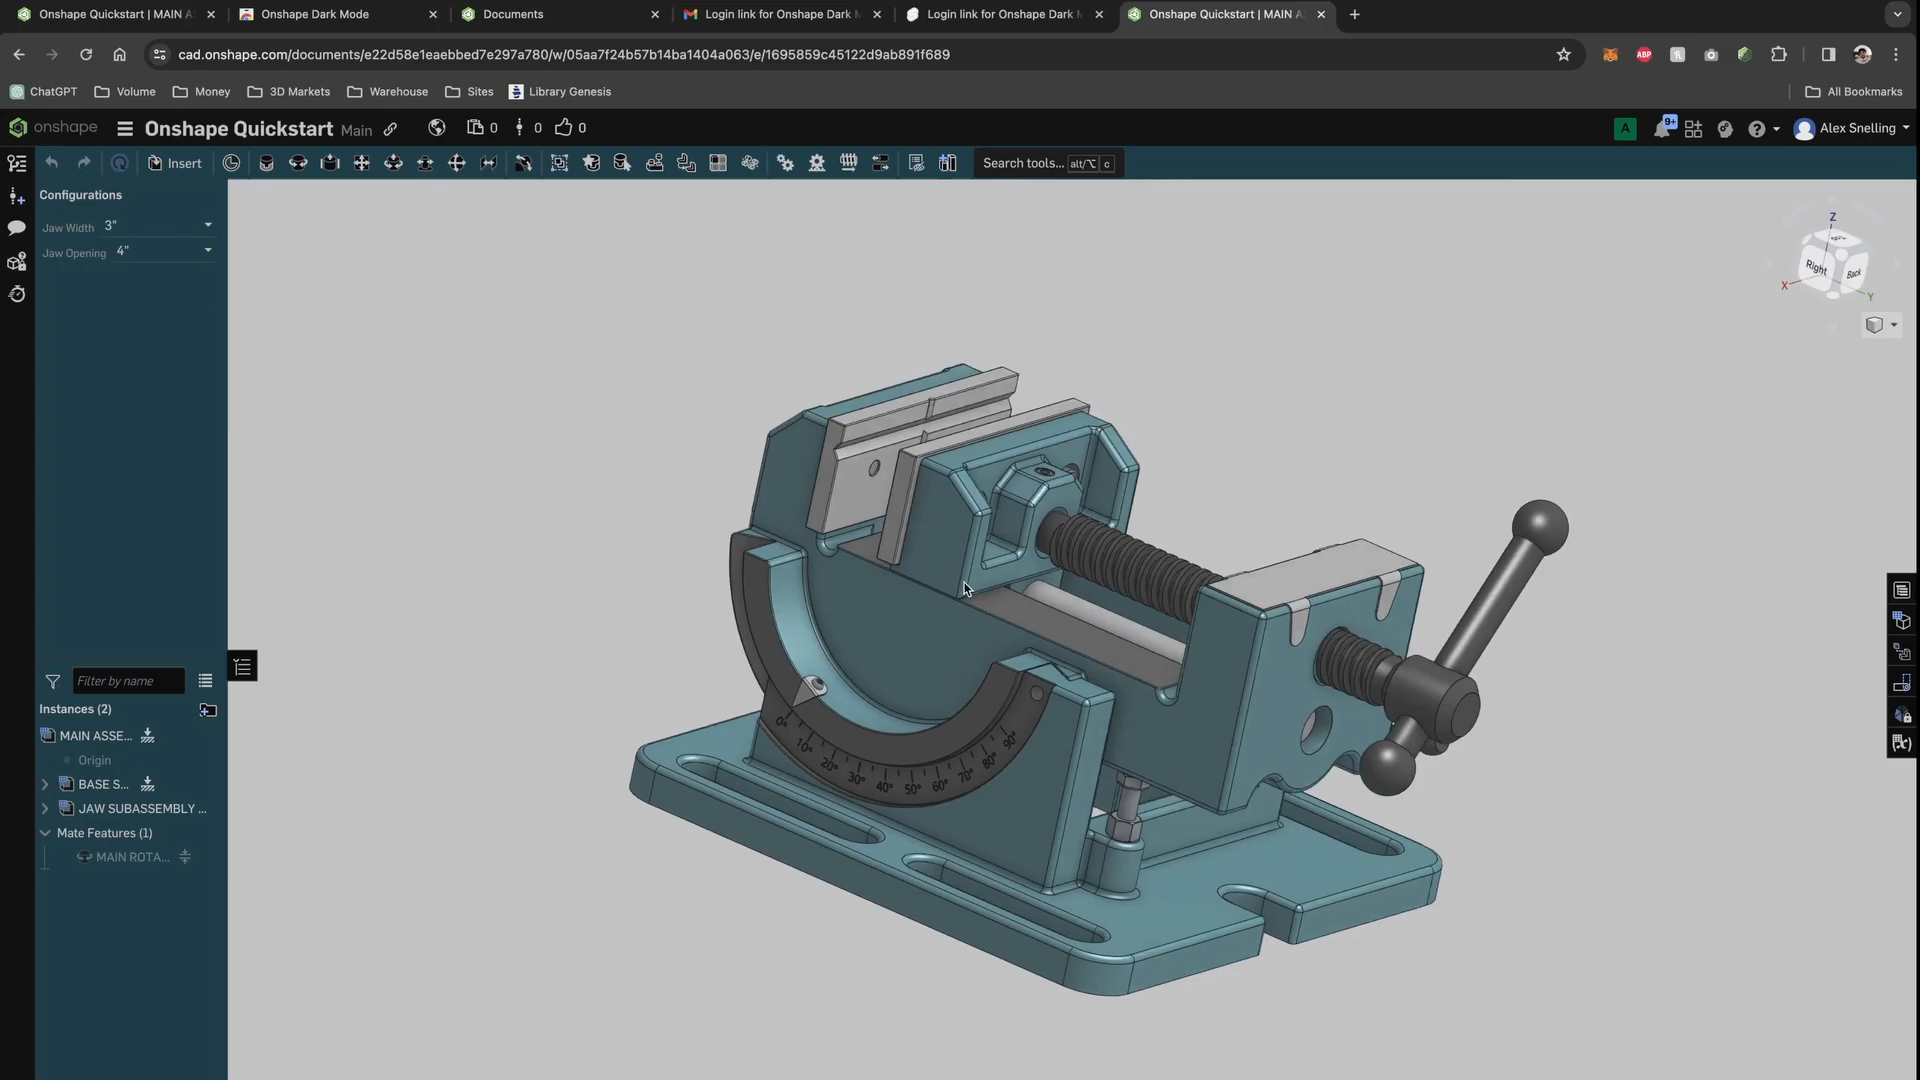 Onshape Quickstart | MAIN A
Onshape Dark Mode
Documents
Login link for Onshape Dark M
Login link for Onshape Dark M
Onshape Quickstart | MAIN A
cad.onshape.com/documents/e22d58e1eaebbed7e297a780/w/05aa7f24b57b14ba1404a063/e/1695859c45122d9ab891f689
ABP
ChatGPT
Volume
Money
3D Markets
Warehouse
Sites
Library Genesis
All Bookmarks
onshape
Onshape Quickstart Main
0
0
0
A
9+
Alex Snelling
Insert
Search tools... alt/⌥ c
Configurations
Jaw Width 3"
Jaw Opening 4"
Z
Right
Back
X
Y
Filter by name
Instances (2)
MAIN ASSE...
Origin
BASE S...
JAW SUBASSEMBLY ...
Mate Features (1)
MAIN ROTA...
0° 10° 20° 30° 40° 50° 60° 70° 80° 90°